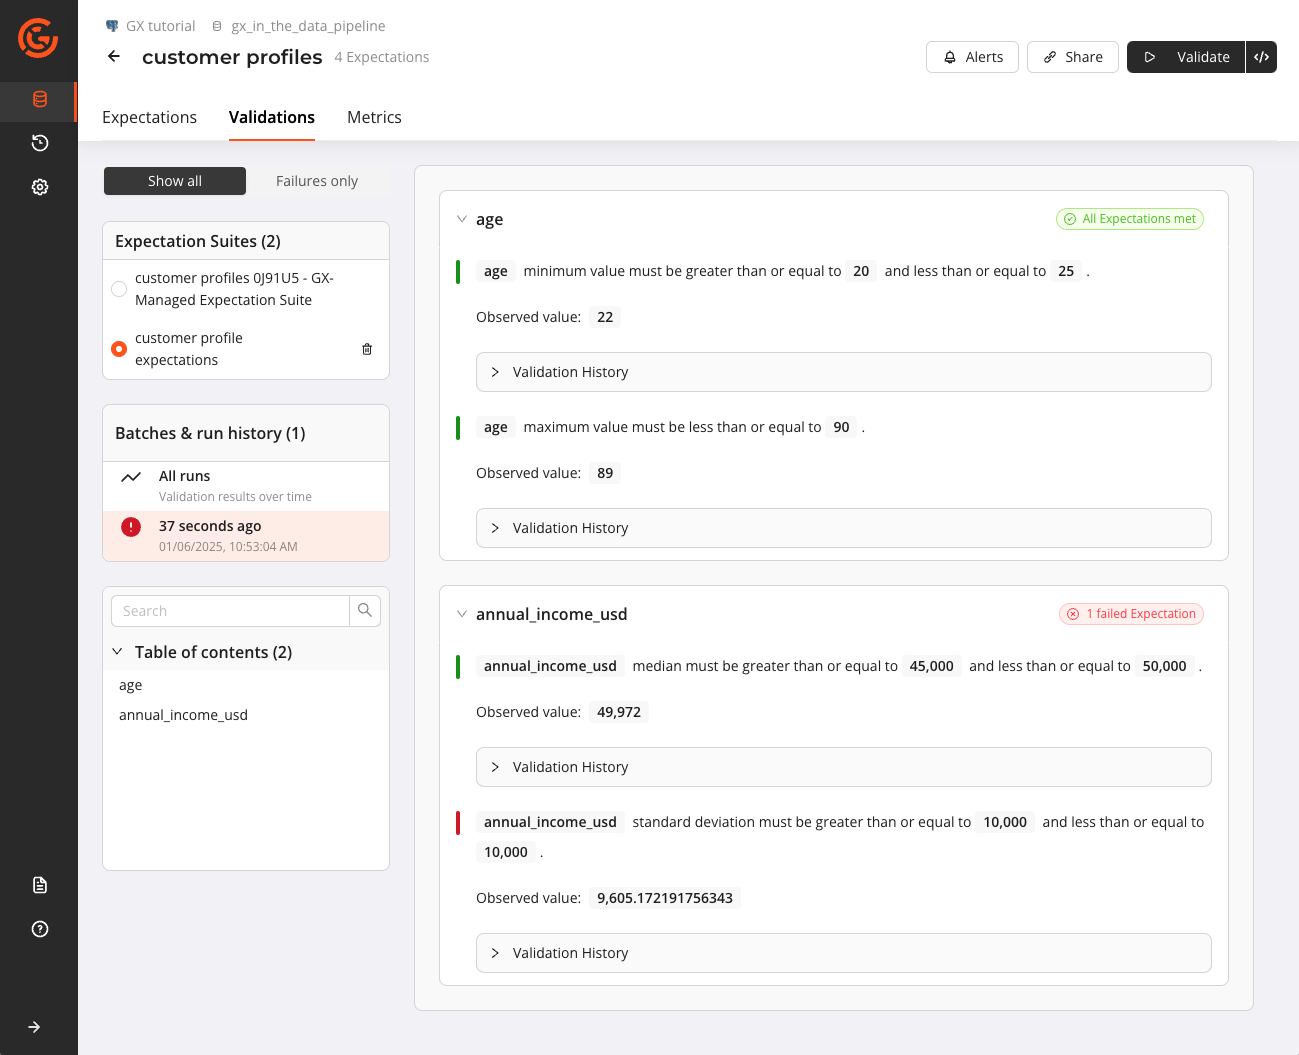 GX tutorial gx_in_the_data_pipeline
customer profiles 4 Expectations
Alerts Share Validate </>
Expectations Validations Metrics
Show all Failures only
Expectation Suites (2)
customer profiles 0J91U5 - GX-
Managed Expectation Suite
customer profile
expectations
Batches & run history (1)
All runs
Validation results over time
37 seconds ago
01/06/2025, 10:53:04 AM
Search
Table of contents (2)
age
annual_income_usd
age All Expectations met
age minimum value must be greater than or equal to 20 and less than or equal to 25 .
Observed value: 22
Validation History
age maximum value must be less than or equal to 90 .
Observed value: 89
Validation History
annual_income_usd 1 failed Expectation
annual_income_usd median must be greater than or equal to 45,000 and less than or equal to 50,000 .
Observed value: 49,972
Validation History
annual_income_usd standard deviation must be greater than or equal to 10,000 and less than or equal to
10,000 .
Observed value: 9,605.172191756343
Validation History